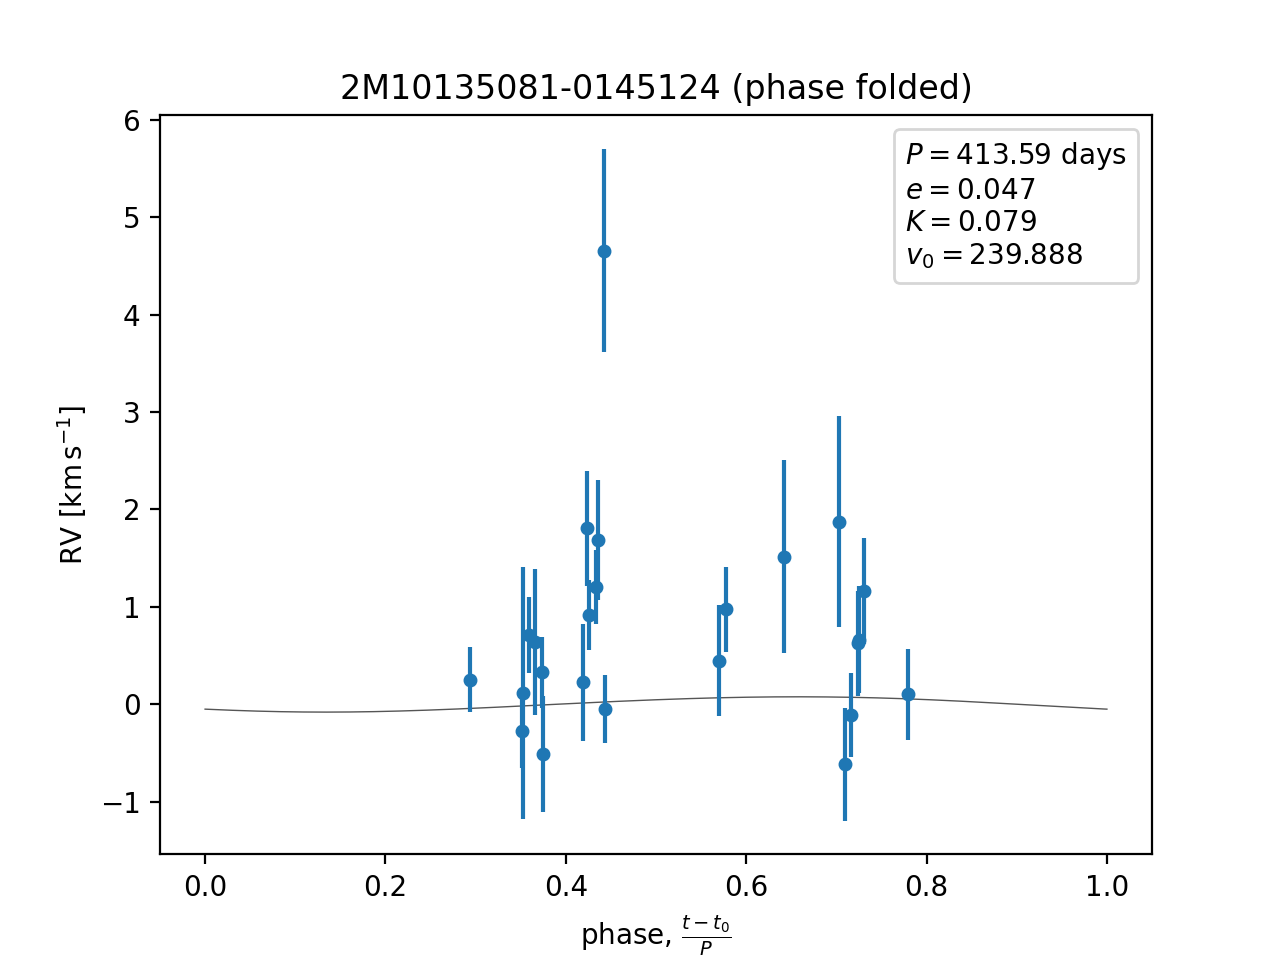 2M10135081-0145124 (phase folded)
P = 413.59 days
e = 0.047
K = 0.079
v₀ = 239.888
RV [km s⁻¹]
6
5
4
3
2
1
0
−1
0.0 0.2 0.4 0.6 0.8 1.0
phase, (t − t₀)/P